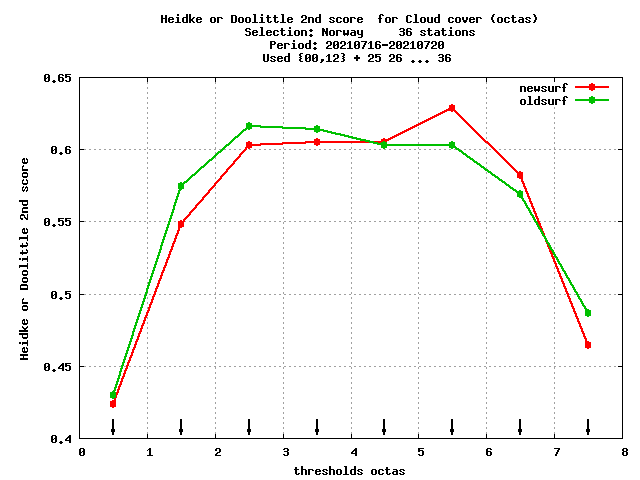 Heidke or Doolittle 2nd score  for Cloud cover (octas)
Selection: Norway     36 stations
Period: 20210716-20210720
Used {00,12} + 25 26 ... 36
newsurf
oldsurf
0.65
0.6
0.55
0.5
0.45
0.4
Heidke or Doolittle 2nd score
0 1 2 3 4 5 6 7 8
thresholds octas